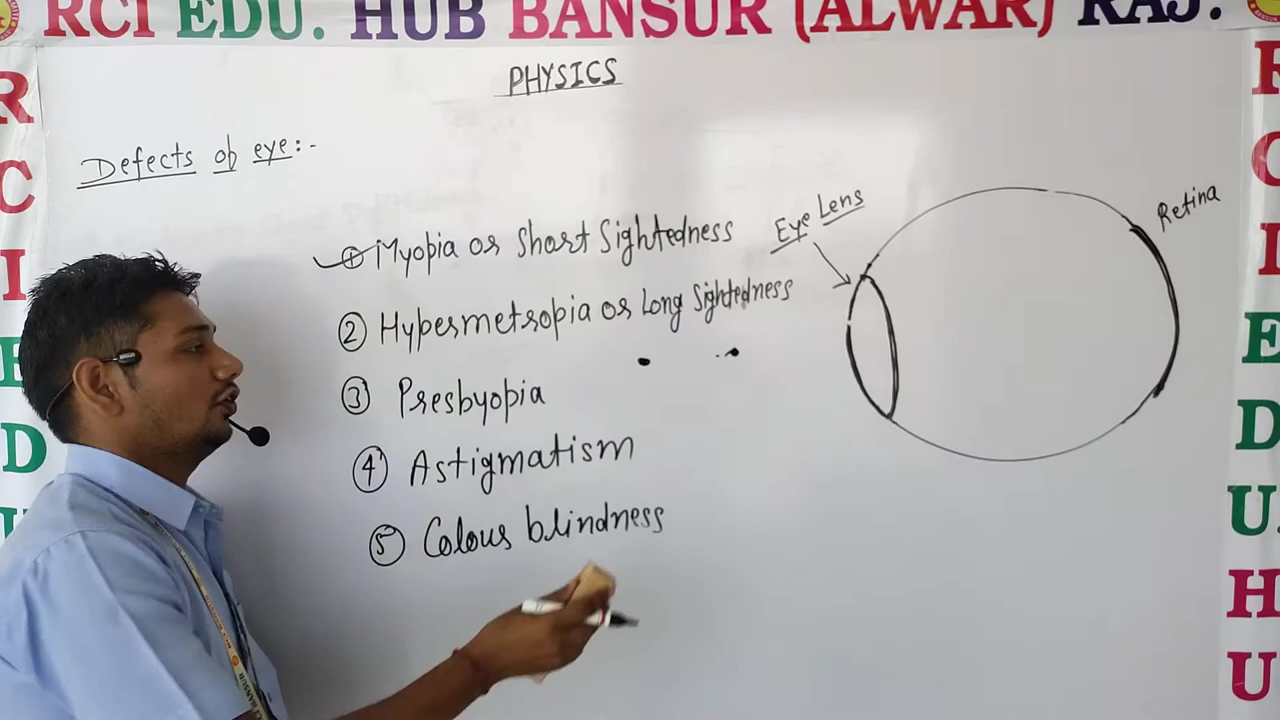 RCI EDU. HUB BANSUR (ALWAR) RAJ.
PHYSICS
Defects of eye:-
① Myopia or Short Sightedness
② Hypermetropia or Long Sightedness
③ Presbyopia
④ Astigmatism
⑤ Colour blindness
Eye Lens
Retina
R
C
I
E
D
U
R
C
I
E
D
U.
H
U